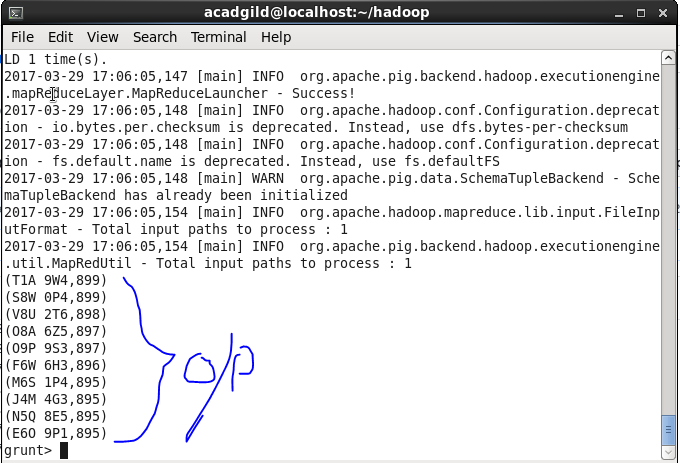 acadgild@localhost:~/hadoop
File Edit View Search Terminal Help
LD 1 time(s).
2017-03-29 17:06:05,147 [main] INFO  org.apache.pig.backend.hadoop.executionengine
.mapReduceLayer.MapReduceLauncher - Success!
2017-03-29 17:06:05,148 [main] INFO  org.apache.hadoop.conf.Configuration.deprecat
ion - io.bytes.per.checksum is deprecated. Instead, use dfs.bytes-per-checksum
2017-03-29 17:06:05,148 [main] INFO  org.apache.hadoop.conf.Configuration.deprecat
ion - fs.default.name is deprecated. Instead, use fs.defaultFS
2017-03-29 17:06:05,148 [main] WARN  org.apache.pig.data.SchemaTupleBackend - Sche
maTupleBackend has already been initialized
2017-03-29 17:06:05,154 [main] INFO  org.apache.hadoop.mapreduce.lib.input.FileInp
utFormat - Total input paths to process : 1
2017-03-29 17:06:05,154 [main] INFO  org.apache.pig.backend.hadoop.executionengine
.util.MapRedUtil - Total input paths to process : 1
(T1A 9W4,899)
(S8W 0P4,899)
(V8U 2T6,898)
(O8A 6Z5,897)
(O9P 9S3,897)
(F6W 6H3,896)
(M6S 1P4,895)
(J4M 4G3,895)
(N5Q 8E5,895)
(E6O 9P1,895)
o/p
grunt>